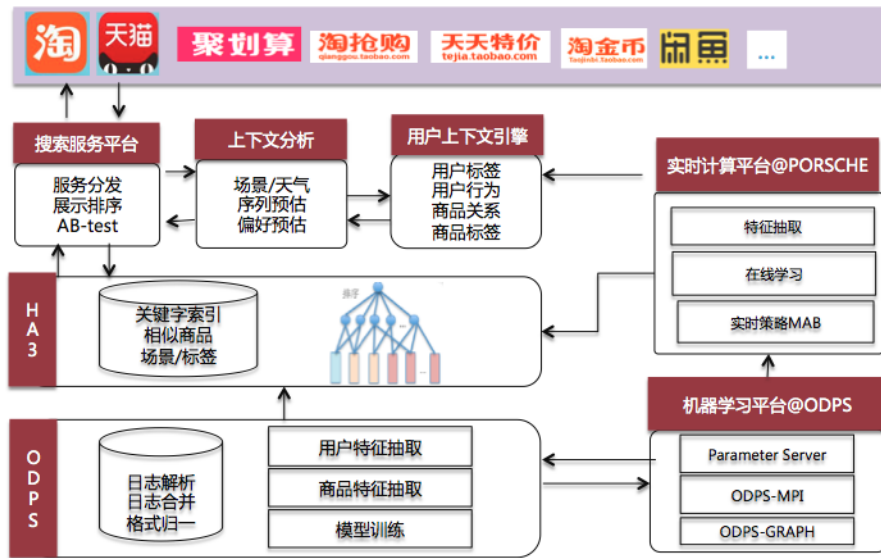 淘
天猫
聚划算
淘抢购
qianggou.taobao.com
天天特价
tejia.taobao.com
淘金币
Taojinbi.taobao.com
闲鱼
...
搜索服务平台
服务分发
展示排序
AB-test
上下文分析
场景/天气
序列预估
偏好预估
用户上下文引擎
用户标签
用户行为
商品关系
商品标签
实时计算平台@PORSCHE
特征抽取
在线学习
实时策略MAB
HA3
关键字索引
相似商品
场景/标签
排序
...
...
机器学习平台@ODPS
Parameter Server
ODPS-MPI
ODPS-GRAPH
ODPS
日志解析
日志合并
格式归一
用户特征抽取
商品特征抽取
模型训练